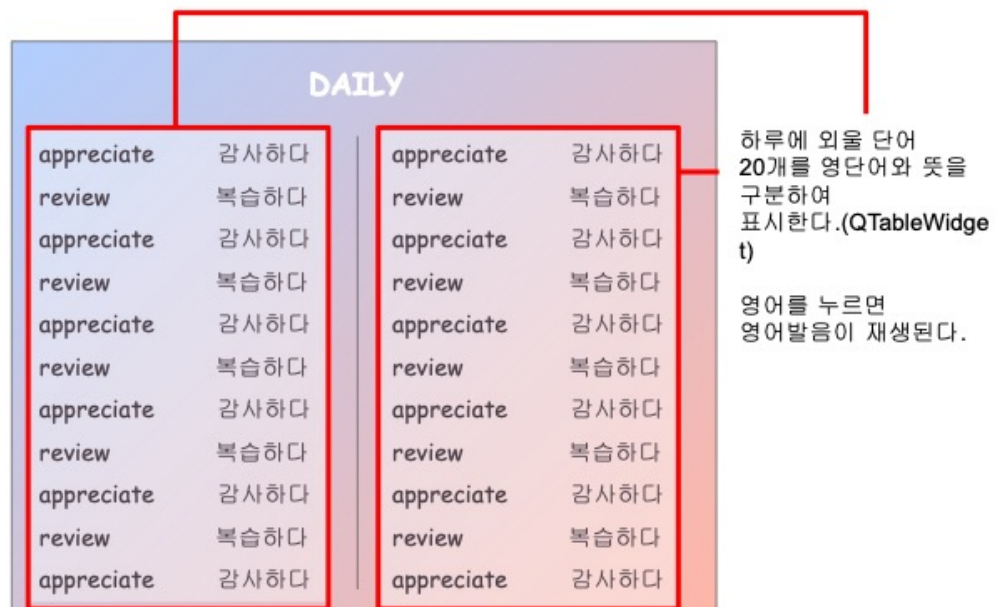 DAILY
appreciate 감사하다 appreciate 감사하다
review 복습하다 review 복습하다
appreciate 감사하다 appreciate 감사하다
review 복습하다 review 복습하다
appreciate 감사하다 appreciate 감사하다
review 복습하다 review 복습하다
appreciate 감사하다 appreciate 감사하다
review 복습하다 review 복습하다
appreciate 감사하다 appreciate 감사하다
review 복습하다 review 복습하다
appreciate 감사하다 appreciate 감사하다
하루에 외울 단어
20개를 영단어와 뜻을
구분하여
표시한다.(QTableWidge
t)
영어를 누르면
영어발음이 재생된다.